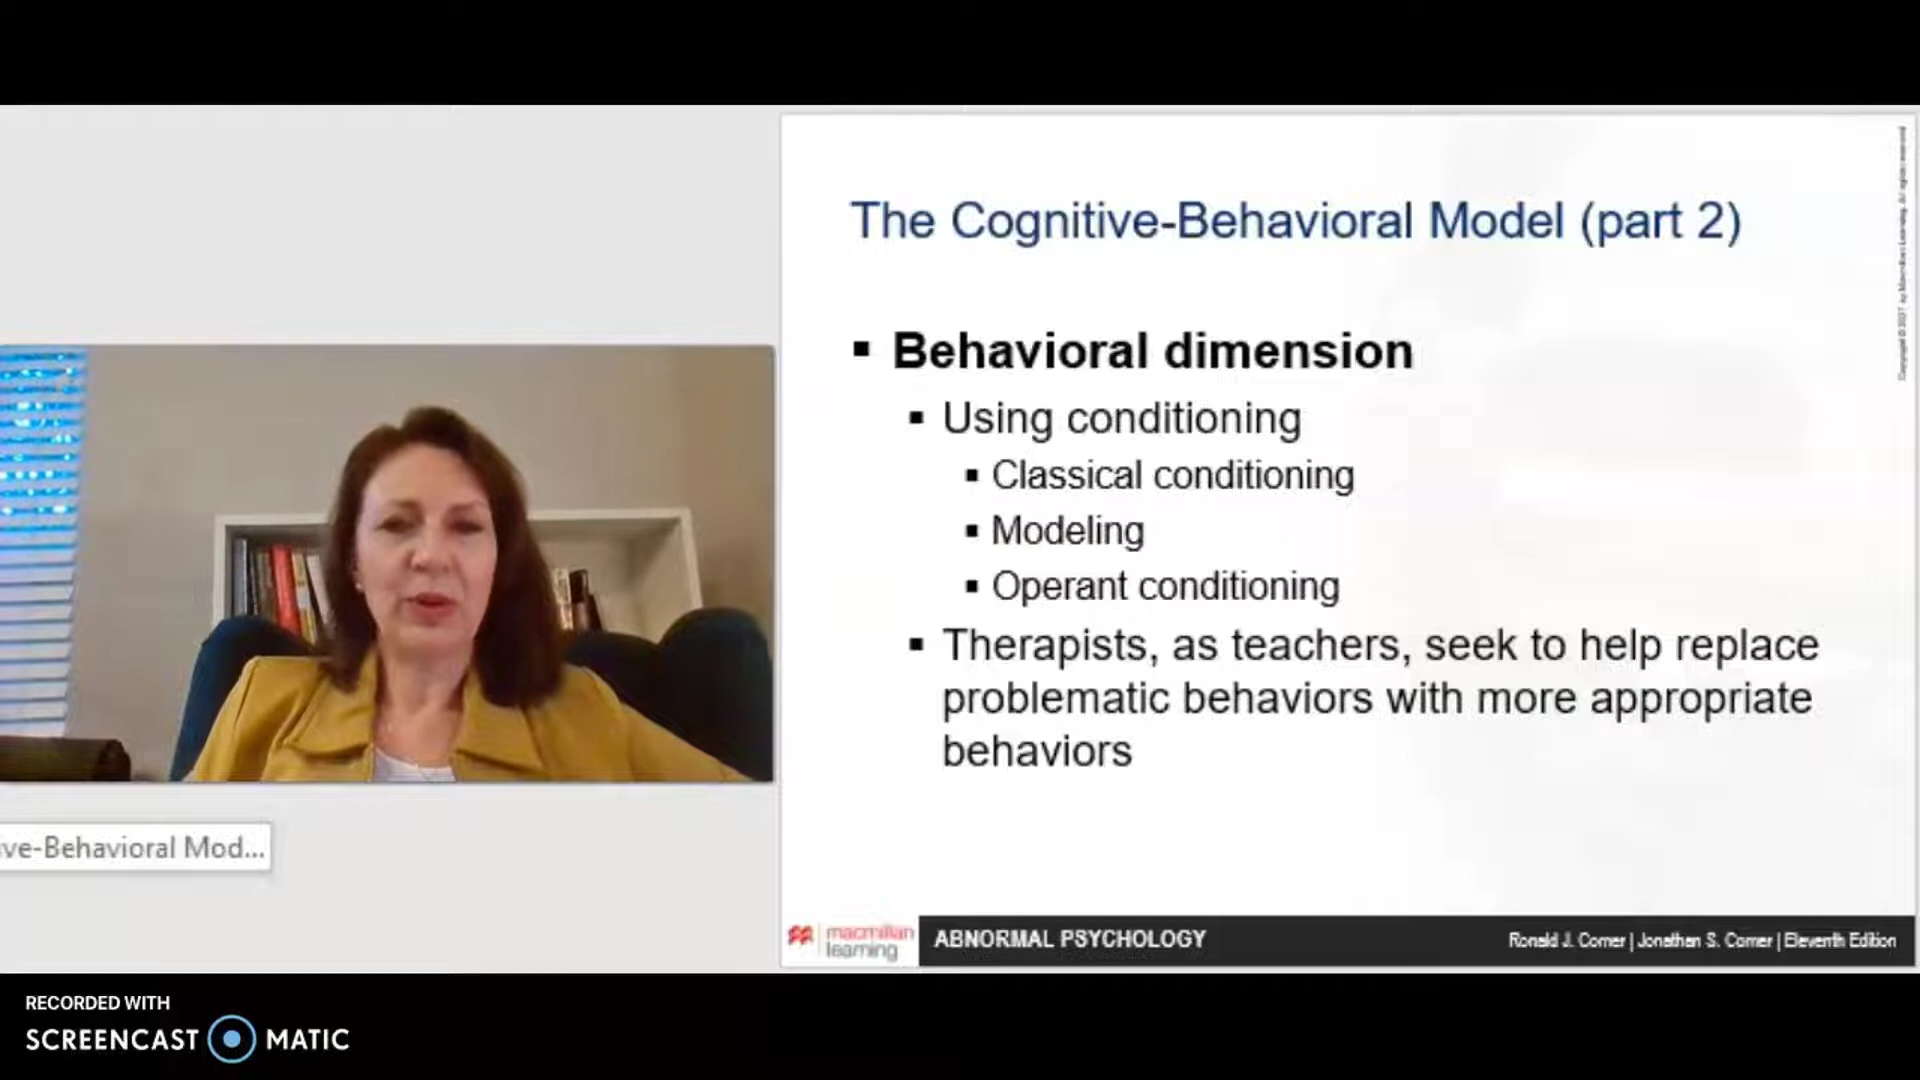 The Cognitive-Behavioral Model (part 2)
▪ Behavioral dimension
▪ Using conditioning
▪ Classical conditioning
▪ Modeling
▪ Operant conditioning
▪ Therapists, as teachers, seek to help replace
problematic behaviors with more appropriate
behaviors
ive-Behavioral Mod...
macmillan
learning
ABNORMAL PSYCHOLOGY
Ronald J. Comer | Jonathan S. Comer | Eleventh Edition
RECORDED WITH
SCREENCAST MATIC